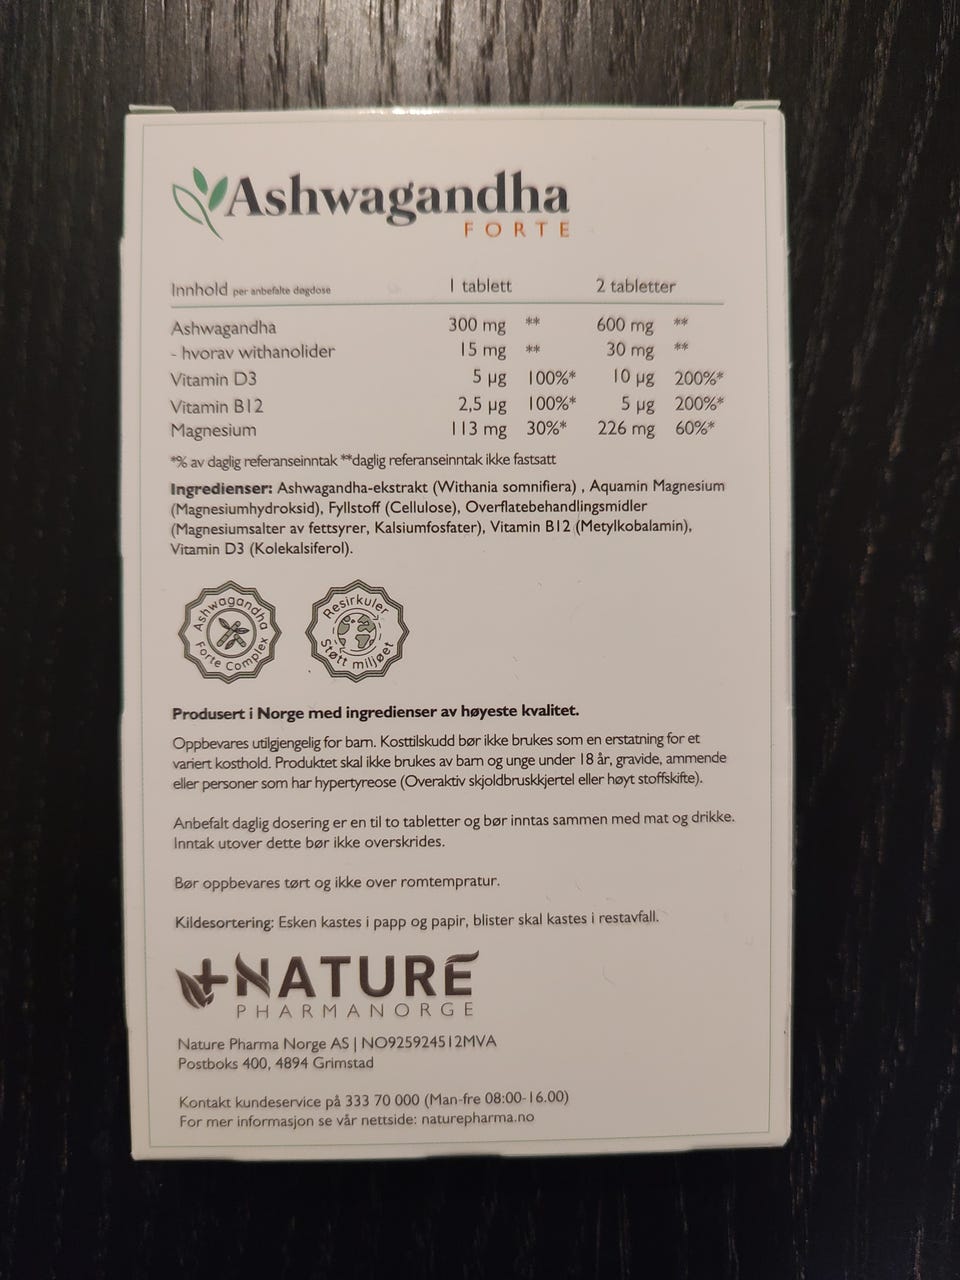 Ashwagandha
FORTE
Innhold per anbefalte døgdose 1 tablett 2 tabletter
Ashwagandha 300 mg ** 600 mg **
- hvorav withanolider 15 mg ** 30 mg **
Vitamin D3 5 µg 100%* 10 µg 200%*
Vitamin B12 2,5 µg 100%* 5 µg 200%*
Magnesium 113 mg 30%* 226 mg 60%*
*% av daglig referanseinntak **daglig referanseinntak ikke fastsatt
Ingredienser: Ashwagandha-ekstrakt (Withania somnifiera) , Aquamin Magnesium
(Magnesiumhydroksid), Fyllstoff (Cellulose), Overflatebehandlingsmidler
(Magnesiumsalter av fettsyrer, Kalsiumfosfater), Vitamin B12 (Metylkobalamin),
Vitamin D3 (Kolekalsiferol).
Ashwagandha Forte Complex
Resirkuler Støtt miljøet
Produsert i Norge med ingredienser av høyeste kvalitet.
Oppbevares utilgjengelig for barn. Kosttilskudd bør ikke brukes som en erstatning for et
variert kosthold. Produktet skal ikke brukes av barn og unge under 18 år, gravide, ammende
eller personer som har hypertyreose (Overaktiv skjoldbruskkjertel eller høyt stoffskifte).
Anbefalt daglig dosering er en til to tabletter og bør inntas sammen med mat og drikke.
Inntak utover dette bør ikke overskrides.
Bør oppbevares tørt og ikke over romtempratur.
Kildesortering: Esken kastes i papp og papir, blister skal kastes i restavfall.
NATURE
PHARMANORGE
Nature Pharma Norge AS | NO925924512MVA
Postboks 400, 4894 Grimstad
Kontakt kundeservice på 333 70 000 (Man-fre 08:00-16.00)
For mer informasjon se vår nettside: naturepharma.no